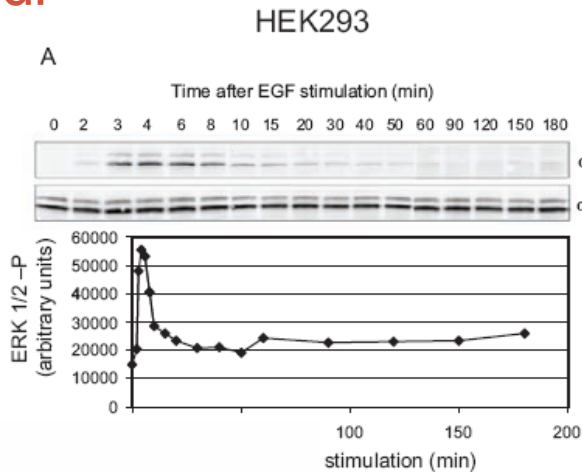 HEK293
A
Time after EGF stimulation (min)
0 2 3 4 6 8 10 15 20 30 40 50 60 90 120 150 180
60000
50000
40000
30000
20000
10000
0
ERK 1/2 –P
(arbitrary units)
100 150 200
stimulation (min)